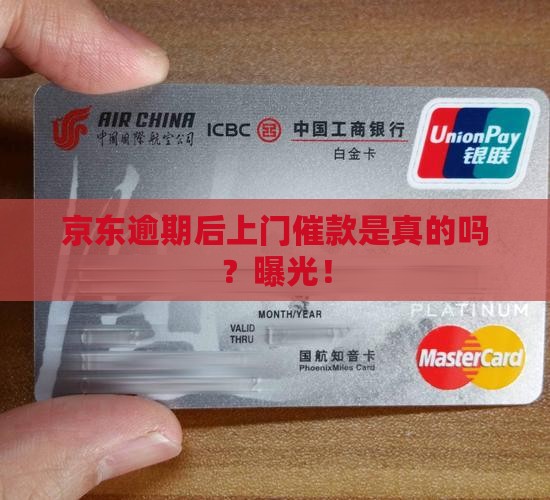 AIR CHINA
中国国际航空公司
ICBC 中国工商银行
白金卡
UnionPay
银联
京东逾期后上门催款是真的吗
？曝光！
PLATINUM
MONTH/YEAR
VALID
THRU
国航知音卡
PhoenixMiles Card
MasterCard